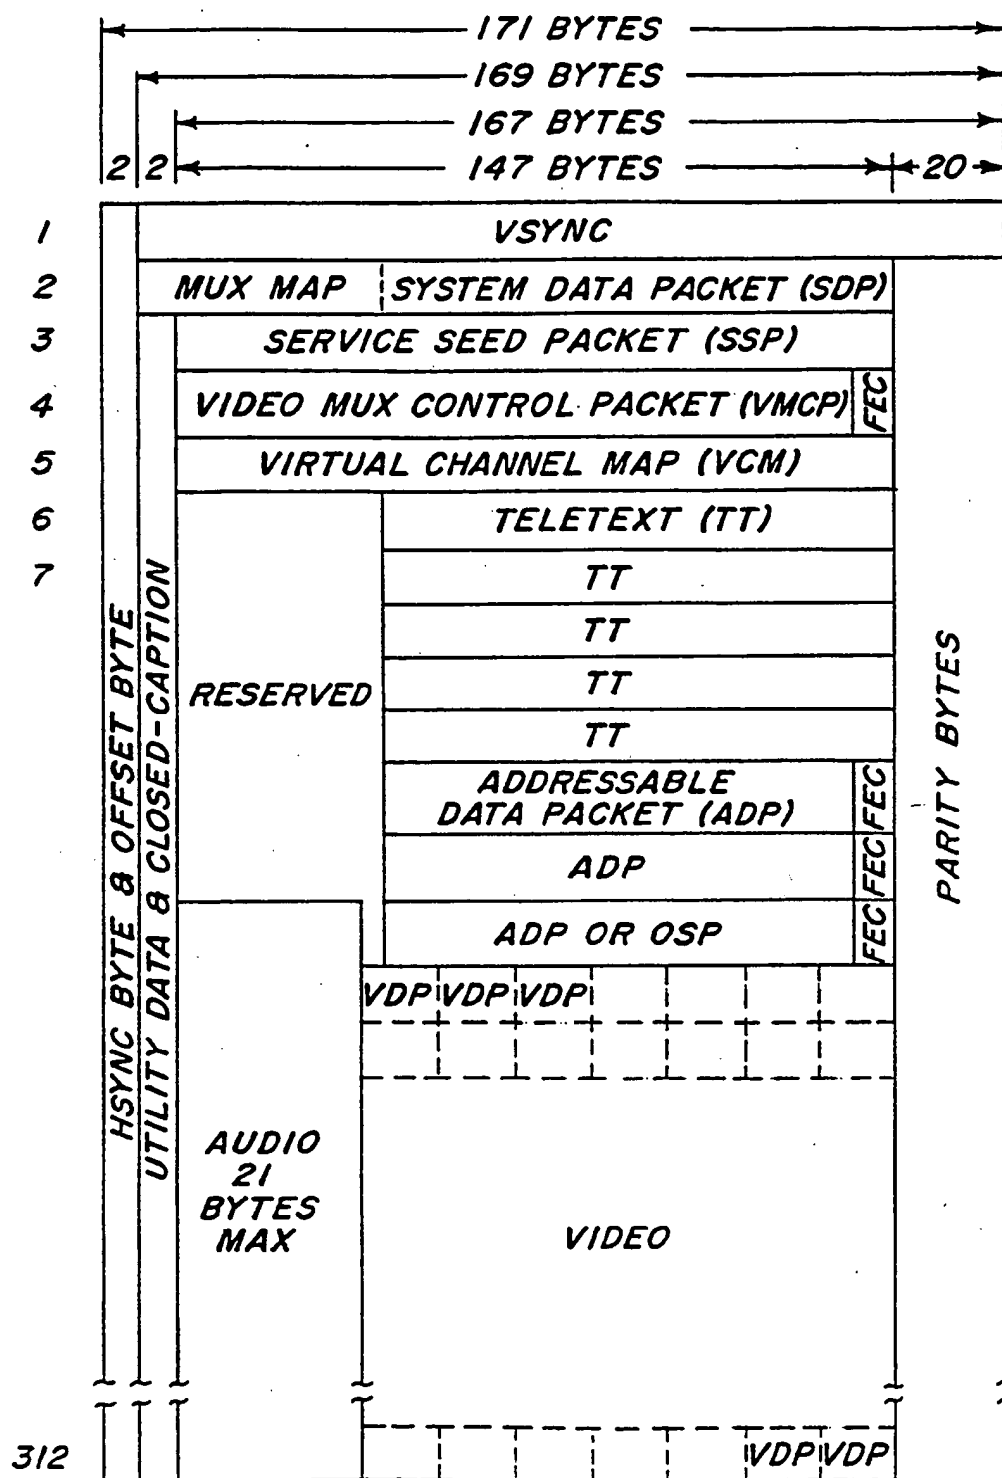 171 BYTES
169 BYTES
167 BYTES
2 2 147 BYTES 20
1 VSYNC
2 MUX MAP SYSTEM DATA PACKET (SDP)
3 SERVICE SEED PACKET (SSP)
4 VIDEO MUX CONTROL PACKET (VMCP) FEC
5 VIRTUAL CHANNEL MAP (VCM)
6 TELETEXT (TT)
7 TT
TT
TT
TT
RESERVED
ADDRESSABLE
DATA PACKET (ADP) FEC
ADP FEC
ADP OR OSP FEC
HSYNC BYTE & OFFSET BYTE
UTILITY DATA & CLOSED-CAPTION
PARITY BYTES
VDP VDP VDP
AUDIO
21
BYTES
MAX
VIDEO
312 VDP VDP